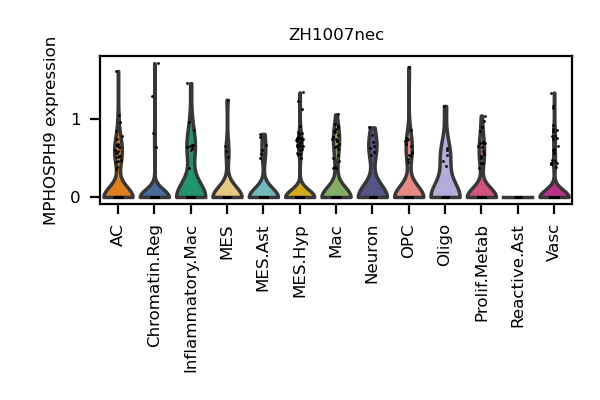 ZH1007nec
MPHOSPH9 expression
1
0
AC
Chromatin.Reg
Inflammatory.Mac
MES
MES.Ast
MES.Hyp
Mac
Neuron
OPC
Oligo
Prolif.Metab
Reactive.Ast
Vasc